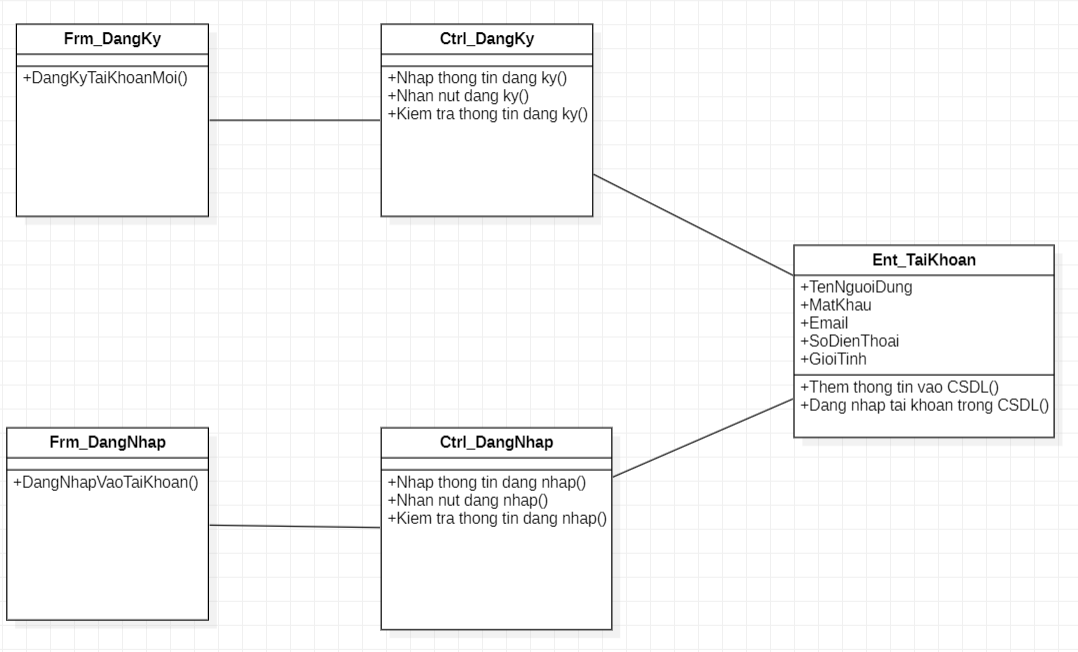 Frm_DangKy
+DangKyTaiKhoanMoi()
Ctrl_DangKy
+Nhap thong tin dang ky()
+Nhan nut dang ky()
+Kiem tra thong tin dang ky()
Ent_TaiKhoan
+TenNguoiDung
+MatKhau
+Email
+SoDienThoai
+GioiTinh
+Them thong tin vao CSDL()
+Dang nhap tai khoan trong CSDL()
Frm_DangNhap
+DangNhapVaoTaiKhoan()
Ctrl_DangNhap
+Nhap thong tin dang nhap()
+Nhan nut dang nhap()
+Kiem tra thong tin dang nhap()